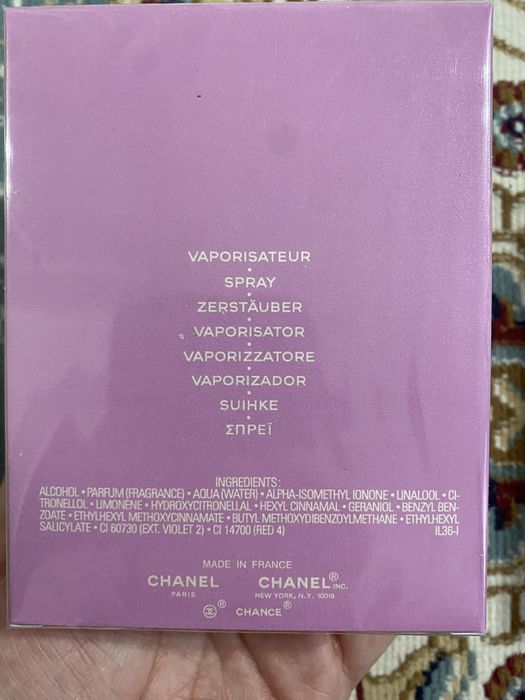 VAPORISATEUR
•
SPRAY
•
ZERSTÄUBER
•
VAPORISATOR
•
VAPORIZZATORE
•
VAPORIZADOR
•
SUIHKE
•
ΣΠΡΕΪ
INGREDIENTS:
ALCOHOL • PARFUM (FRAGRANCE) • AQUA (WATER) • ALPHA-ISOMETHYL IONONE • LINALOOL • CI-
TRONELLOL • LIMONENE • HYDROXYCITRONELLAL • HEXYL CINNAMAL • GERANIOL • BENZYL BEN-
ZOATE • ETHYLHEXYL METHOXYCINNAMATE • BUTYL METHOXYDIBENZOYLMETHANE • ETHYLHEXYL
SALICYLATE • CI 60730 (EXT. VIOLET 2) • CI 14700 (RED 4) IL36-I
MADE IN FRANCE
CHANEL CHANEL® INC.
PARIS NEW YORK, N.Y. 10019
® CHANCE®